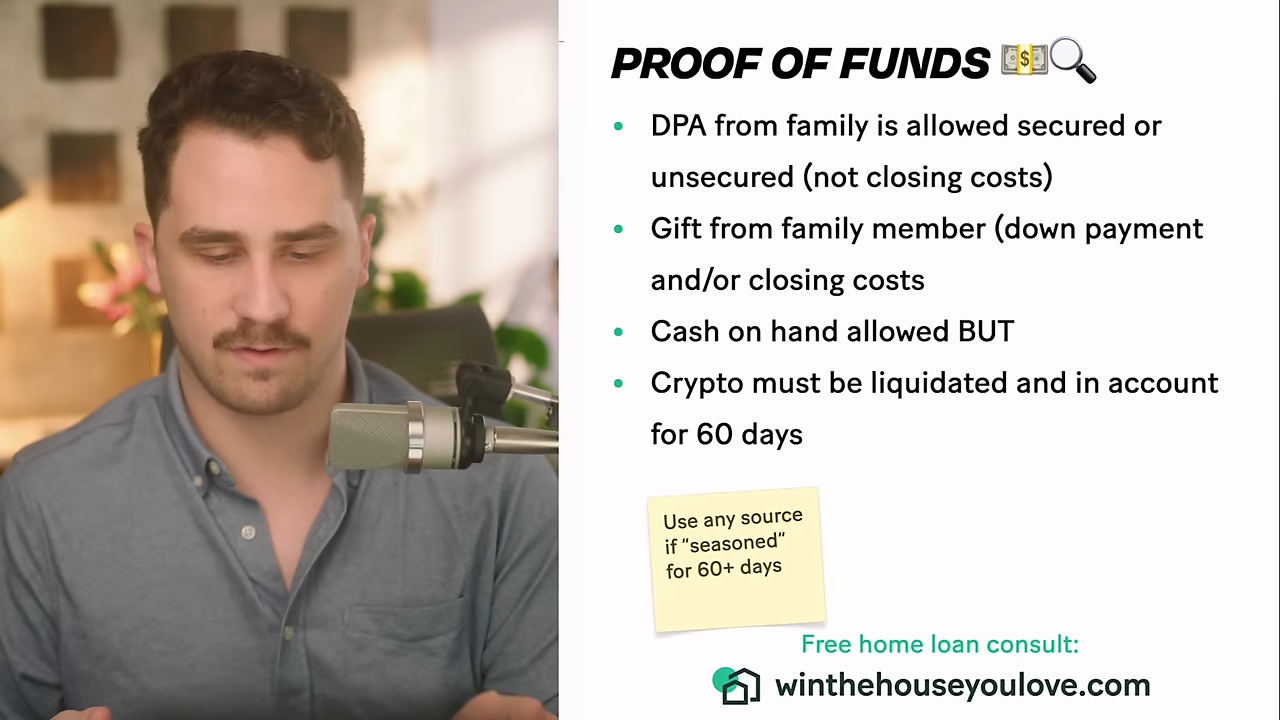 PROOF OF FUNDS
DPA from family is allowed secured or
unsecured (not closing costs)
Gift from family member (down payment
and/or closing costs
Cash on hand allowed BUT
Crypto must be liquidated and in account
for 60 days
Use any source
if "seasoned"
for 60+ days
Free home loan consult:
winthehouseyoulove.com